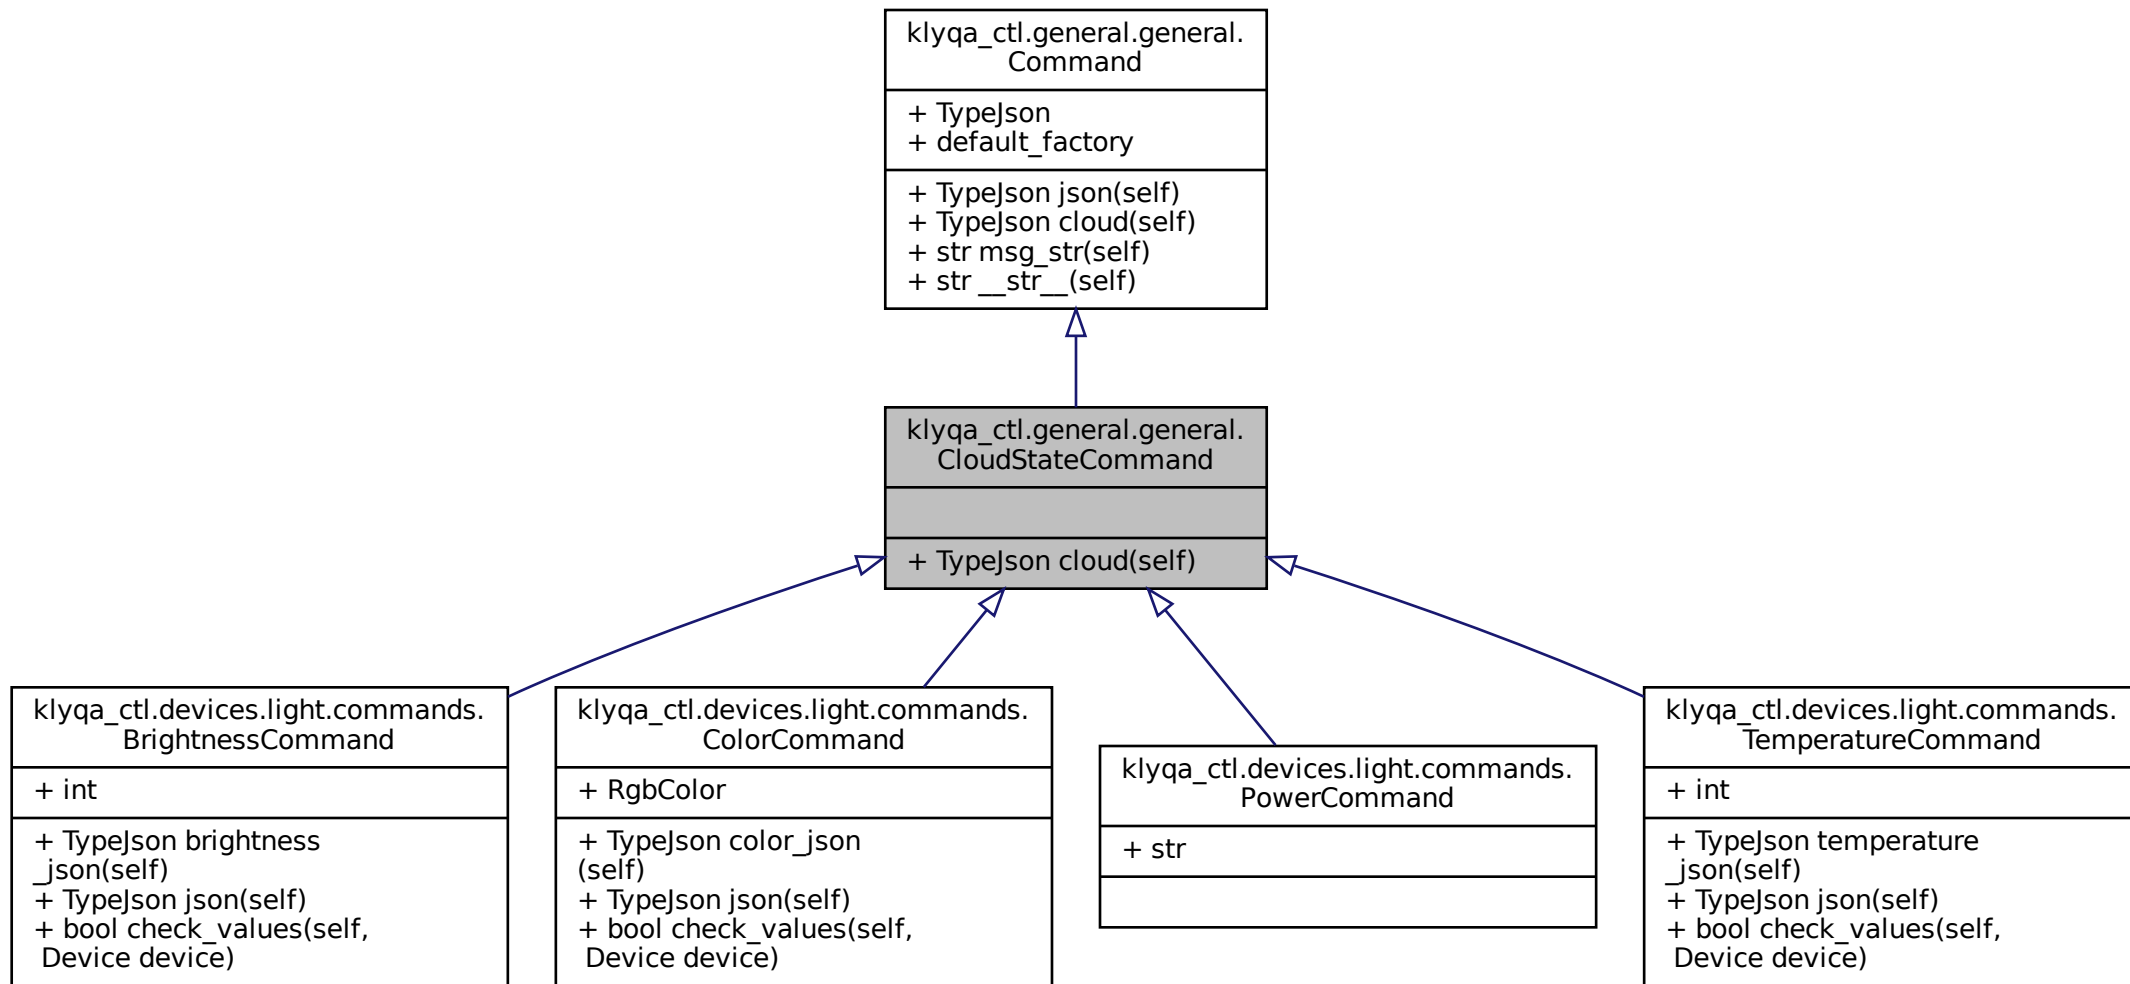 klyqa_ctl.general.general.
Command
+ TypeJson
+ default_factory
+ TypeJson json(self)
+ TypeJson cloud(self)
+ str msg_str(self)
+ str __str__(self)
klyqa_ctl.general.general.
CloudStateCommand
+ TypeJson cloud(self)
klyqa_ctl.devices.light.commands.
BrightnessCommand
+ int
+ TypeJson brightness
_json(self)
+ TypeJson json(self)
+ bool check_values(self,
Device device)
klyqa_ctl.devices.light.commands.
ColorCommand
+ RgbColor
+ TypeJson color_json
(self)
+ TypeJson json(self)
+ bool check_values(self,
Device device)
klyqa_ctl.devices.light.commands.
PowerCommand
+ str
klyqa_ctl.devices.light.commands.
TemperatureCommand
+ int
+ TypeJson temperature
_json(self)
+ TypeJson json(self)
+ bool check_values(self,
Device device)